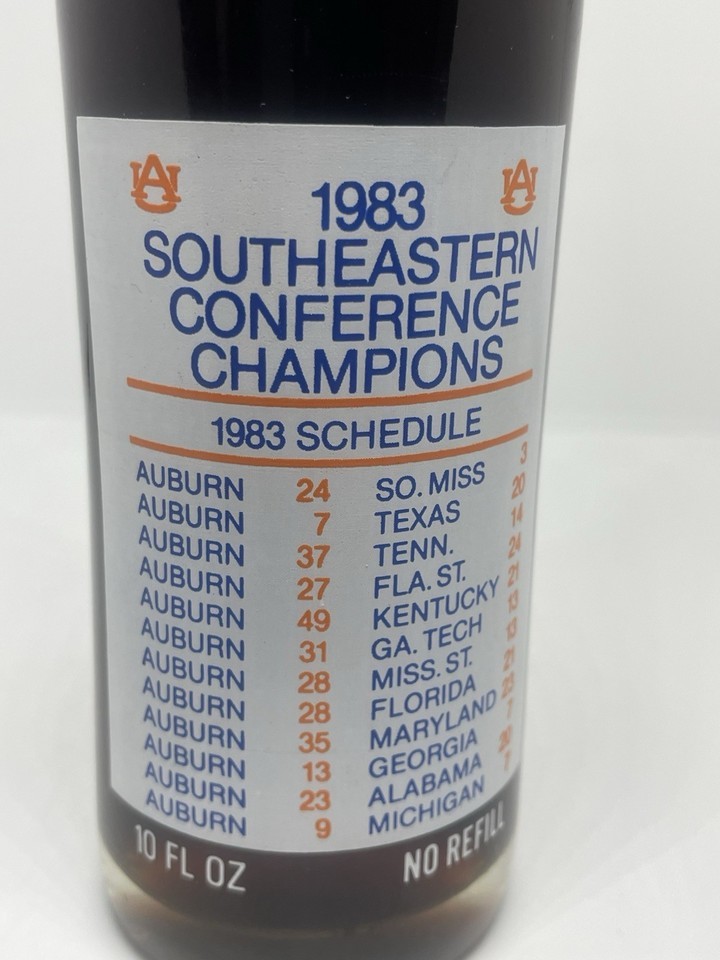 AU AU
1983
SOUTHEASTERN
CONFERENCE
CHAMPIONS
1983 SCHEDULE
AUBURN 24 SO. MISS 3
AUBURN 7 TEXAS 20
AUBURN 37 TENN. 14
AUBURN 27 FLA. ST. 24
AUBURN 49 KENTUCKY 21
AUBURN 31 GA. TECH 13
AUBURN 28 MISS. ST. 13
AUBURN 28 FLORIDA 21
AUBURN 35 MARYLAND 23
AUBURN 13 GEORGIA 7
AUBURN 23 ALABAMA 20
AUBURN 9 MICHIGAN 7
10 FL OZ NO REFILL